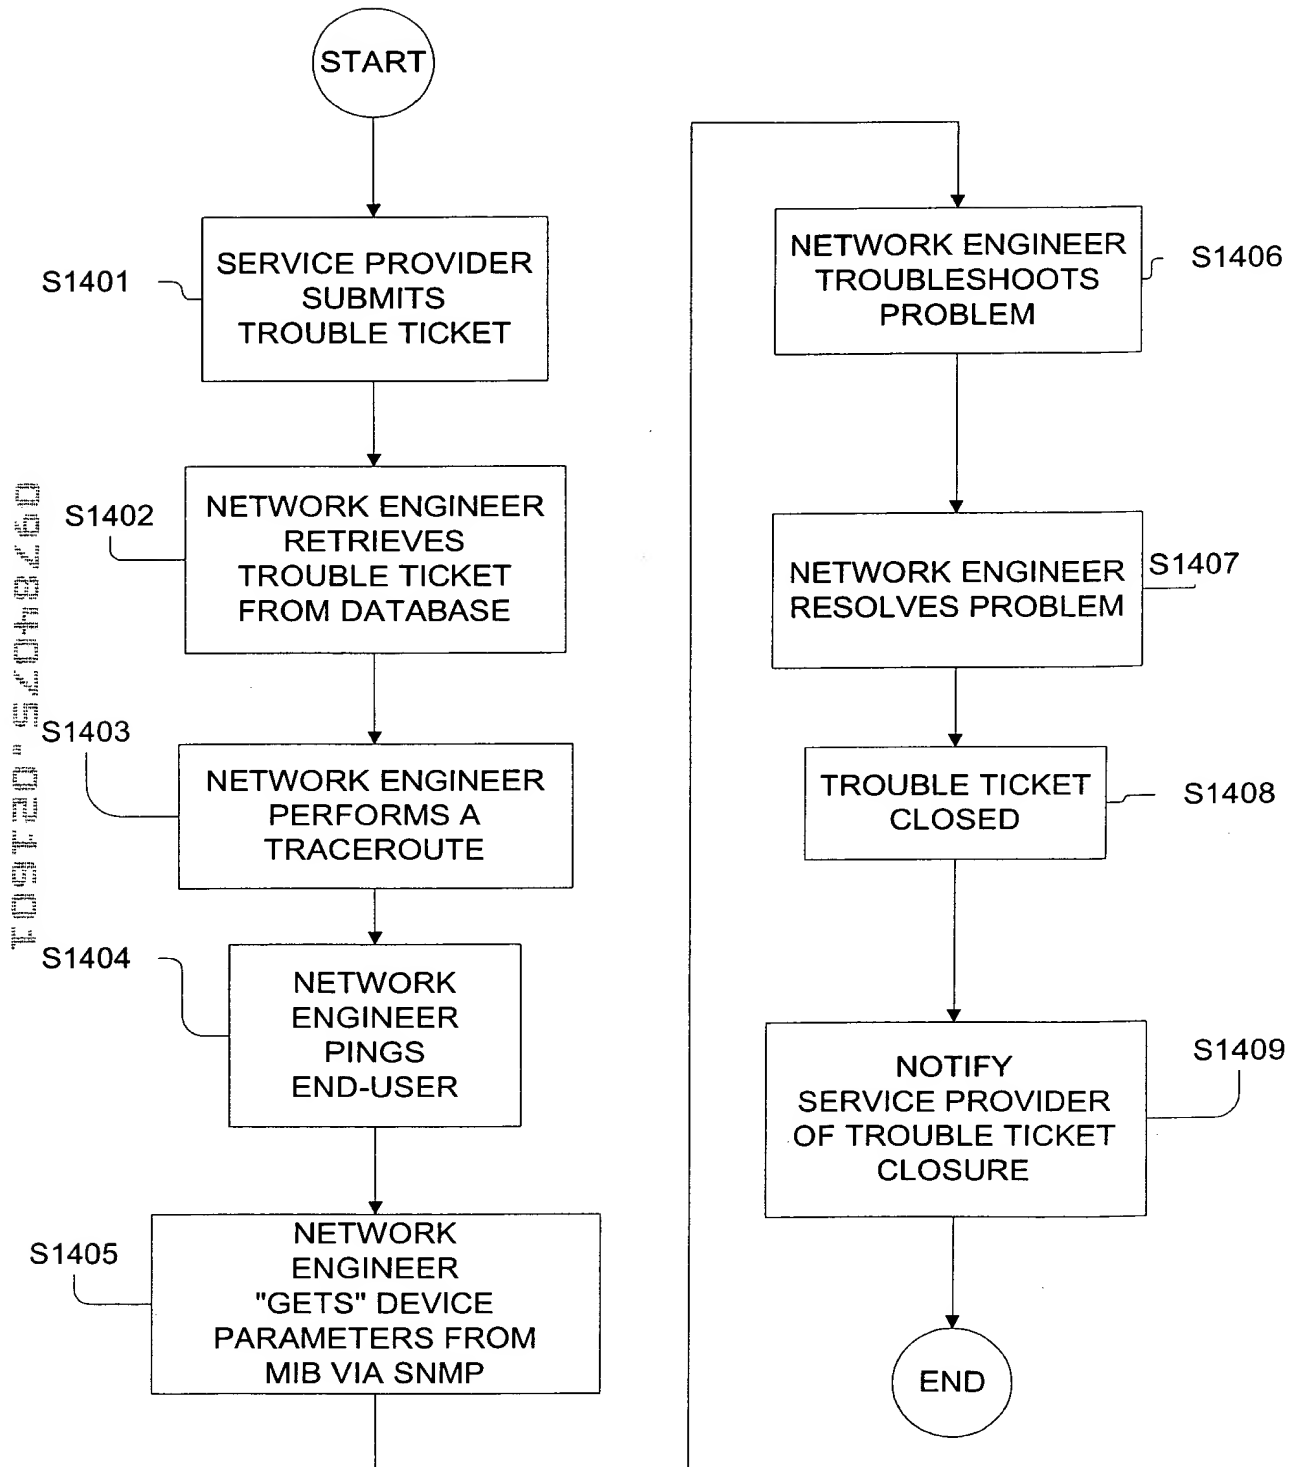 START
S1401
SERVICE PROVIDER
SUBMITS
TROUBLE TICKET
S1402
NETWORK ENGINEER
RETRIEVES
TROUBLE TICKET
FROM DATABASE
S1403
NETWORK ENGINEER
PERFORMS A
TRACEROUTE
S1404
NETWORK
ENGINEER
PINGS
END-USER
S1405
NETWORK
ENGINEER
"GETS" DEVICE
PARAMETERS FROM
MIB VIA SNMP
NETWORK ENGINEER
TROUBLESHOOTS
PROBLEM
S1406
NETWORK ENGINEER
RESOLVES PROBLEM
S1407
TROUBLE TICKET
CLOSED
S1408
NOTIFY
SERVICE PROVIDER
OF TROUBLE TICKET
CLOSURE
S1409
END
09784075.021601